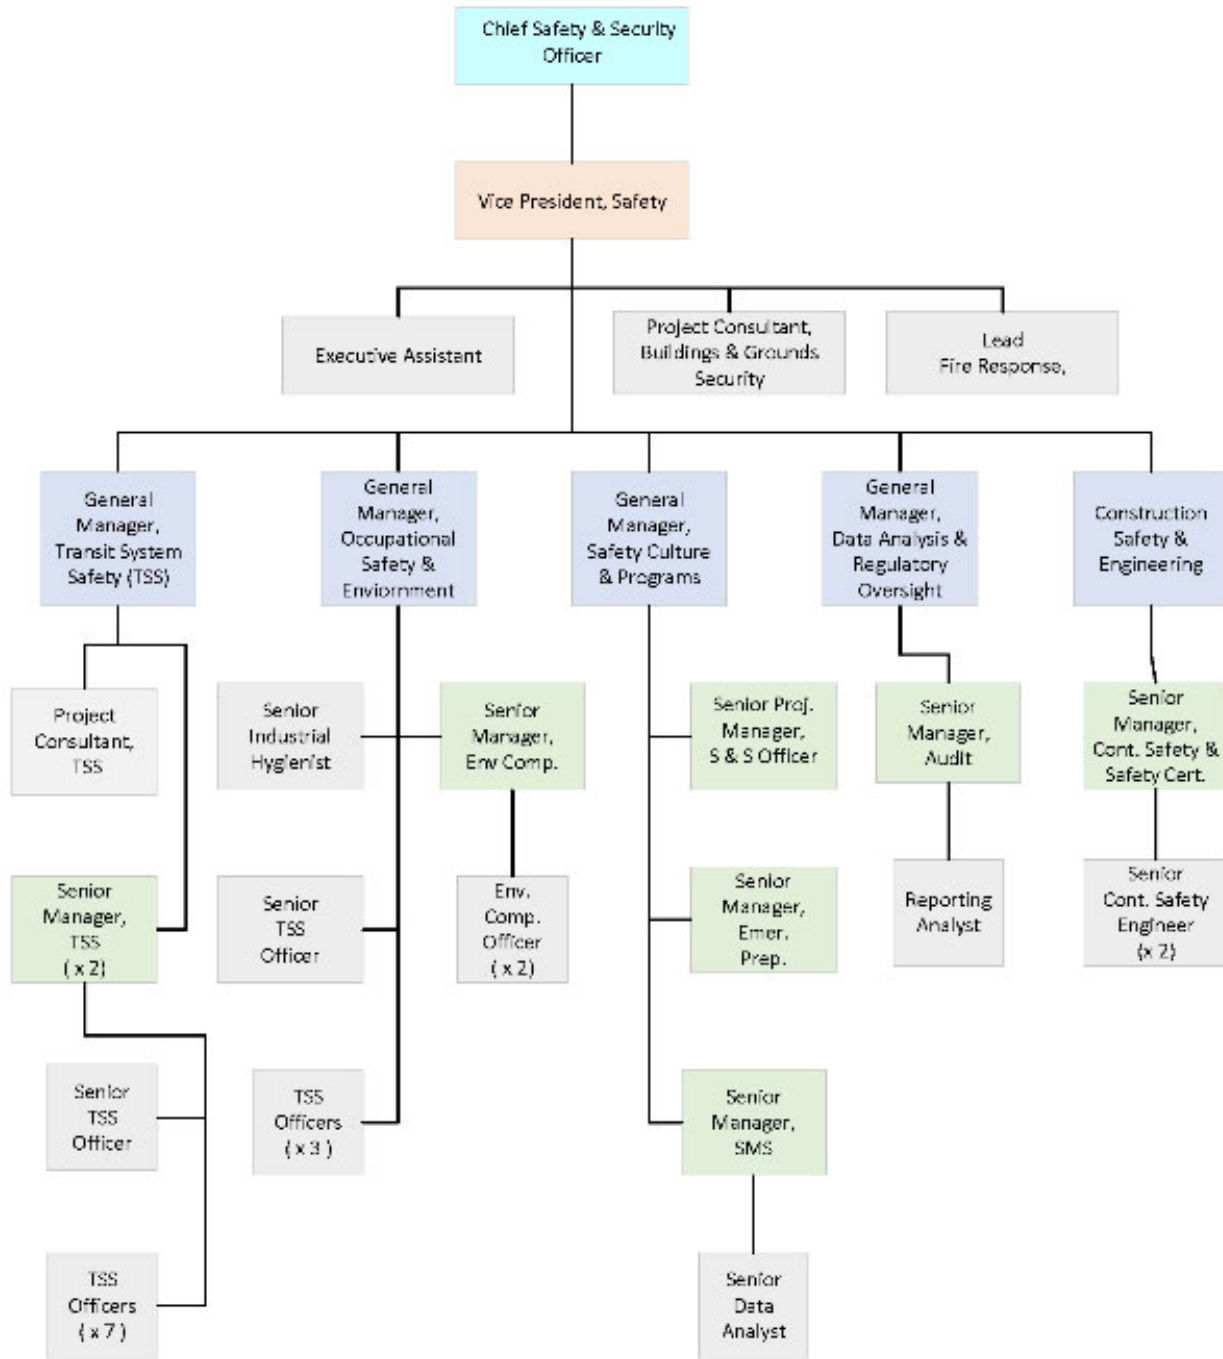 Chief Safety & Security
Officer
Vice President, Safety
Executive Assistant
Project Consultant,
Buildings & Grounds
Security
Lead
Fire Response,
General
Manager,
Transit System
Safety (TSS)
General
Manager,
Occupational
Safety &
Enviornment
General
Manager,
Safety Culture
& Programs
General
Manager,
Data Analysis &
Regulatory
Oversight
Construction
Safety &
Engineering
Project
Consultant,
TSS
Senior
Industrial
Hygienist
Senior
Manager,
Env Comp.
Senior Proj.
Manager,
S & S Officer
Senior
Manager,
Audit
Senior
Manager,
Cont. Safety &
Safety Cert.
Senior
Manager,
TSS
( x 2)
Senior
TSS
Officer
Env.
Comp.
Officer
( x 2)
Senior
Manager,
Emer.
Prep.
Reporting
Analyst
Senior
Cont. Safety
Engineer
(x 2)
Senior
TSS
Officer
TSS
Officers
( x 3 )
Senior
Manager,
SMS
TSS
Officers
( x 7 )
Senior
Data
Analyst